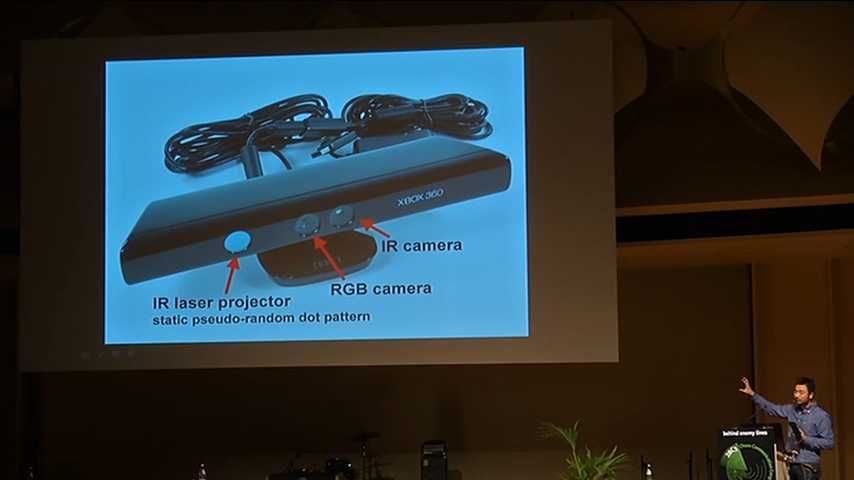 XBOX 360
IR camera
RGB camera
IR laser projector
static pseudo-random dot pattern
behind enemy lines